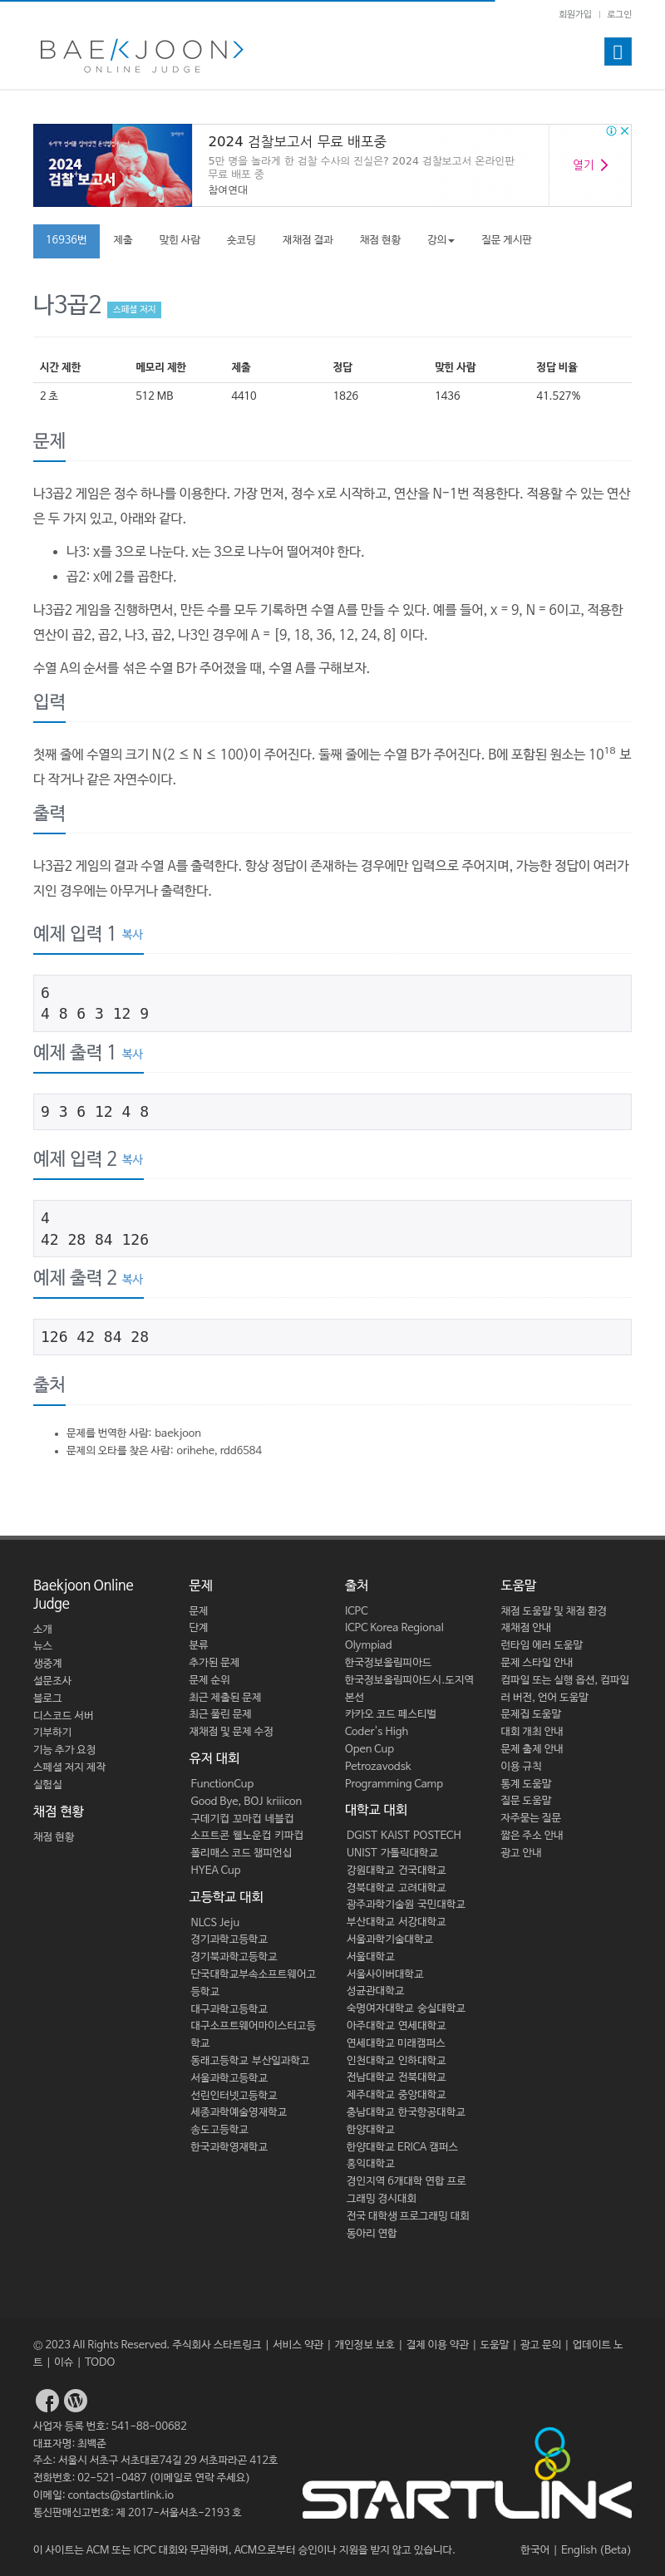 회원가입 | 로그인
BAEKJOON>
ONLINE JUDGE
2024
검찰+보고서
2024 검찰보고서 무료 배포중
5만 명을 놀라게 한 검찰 수사의 진실은? 2024 검찰보고서 온라인판
무료 배포 중
참여연대
열기
16936번 제출 맞힌 사람 숏코딩 재채점 결과 채점 현황 강의 질문 게시판
나3곱2 스페셜 저지
시간 제한 메모리 제한 제출 정답 맞힌 사람 정답 비율
2 초 512 MB 4410 1826 1436 41.527%
문제
나3곱2 게임은 정수 하나를 이용한다. 가장 먼저, 정수 x로 시작하고, 연산을 N-1번 적용한다. 적용할 수 있는 연산
은 두 가지 있고, 아래와 같다.
• 나3: x를 3으로 나눈다. x는 3으로 나누어 떨어져야 한다.
• 곱2: x에 2를 곱한다.
나3곱2 게임을 진행하면서, 만든 수를 모두 기록하면 수열 A를 만들 수 있다. 예를 들어, x = 9, N = 6이고, 적용한
연산이 곱2, 곱2, 나3, 곱2, 나3인 경우에 A = [9, 18, 36, 12, 24, 8] 이다.
수열 A의 순서를 섞은 수열 B가 주어졌을 때, 수열 A를 구해보자.
입력
첫째 줄에 수열의 크기 N(2 ≤ N ≤ 100)이 주어진다. 둘째 줄에는 수열 B가 주어진다. B에 포함된 원소는 10¹⁸ 보
다 작거나 같은 자연수이다.
출력
나3곱2 게임의 결과 수열 A를 출력한다. 항상 정답이 존재하는 경우에만 입력으로 주어지며, 가능한 정답이 여러가
지인 경우에는 아무거나 출력한다.
예제 입력 1 복사
6
4 8 6 3 12 9
예제 출력 1 복사
9 3 6 12 4 8
예제 입력 2 복사
4
42 28 84 126
예제 출력 2 복사
126 42 84 28
출처
• 문제를 번역한 사람: baekjoon
• 문제의 오타를 찾은 사람: orihehe, rdd6584
Baekjoon Online
Judge
소개
뉴스
생중계
설문조사
블로그
디스코드 서버
기부하기
기능 추가 요청
스페셜 저지 제작
실험실
채점 현황
채점 현황
문제
문제
단계
분류
추가된 문제
문제 순위
최근 제출된 문제
최근 풀린 문제
재채점 및 문제 수정
유저 대회
FunctionCup
Good Bye, BOJ kriiicon
구데기컵 꼬마컵 네블컵
소프트콘 웰노운컵 키파컵
폴리매스 코드 챔피언십
HYEA Cup
고등학교 대회
NLCS Jeju
경기과학고등학교
경기북과학고등학교
단국대학교부속소프트웨어고
등학교
대구과학고등학교
대구소프트웨어마이스터고등
학교
동래고등학교 부산일과학고
서울과학고등학교
선린인터넷고등학교
세종과학예술영재학교
송도고등학교
한국과학영재학교
출처
ICPC
ICPC Korea Regional
Olympiad
한국정보올림피아드
한국정보올림피아드시.도지역
본선
카카오 코드 페스티벌
Coder's High
Open Cup
Petrozavodsk
Programming Camp
대학교 대회
DGIST KAIST POSTECH
UNIST 가톨릭대학교
강원대학교 건국대학교
경북대학교 고려대학교
광주과학기술원 국민대학교
부산대학교 서강대학교
서울과학기술대학교
서울대학교
서울사이버대학교
성균관대학교
숙명여자대학교 숭실대학교
아주대학교 연세대학교
연세대학교 미래캠퍼스
인천대학교 인하대학교
전남대학교 전북대학교
제주대학교 중앙대학교
충남대학교 한국항공대학교
한양대학교
한양대학교 ERICA 캠퍼스
홍익대학교
경인지역 6개대학 연합 프로
그래밍 경시대회
전국 대학생 프로그래밍 대회
동아리 연합
도움말
채점 도움말 및 채점 환경
재채점 안내
런타임 에러 도움말
문제 스타일 안내
컴파일 또는 실행 옵션, 컴파일
러 버전, 언어 도움말
문제집 도움말
대회 개최 안내
문제 출제 안내
이용 규칙
통계 도움말
질문 도움말
자주묻는 질문
짧은 주소 안내
광고 안내
© 2023 All Rights Reserved. 주식회사 스타트링크 | 서비스 약관 | 개인정보 보호 | 결제 이용 약관 | 도움말 | 광고 문의 | 업데이트 노
트 | 이슈 | TODO
사업자 등록 번호: 541-88-00682
대표자명: 최백준
주소: 서울시 서초구 서초대로74길 29 서초파라곤 412호
전화번호: 02-521-0487 (이메일로 연락 주세요)
이메일: contacts@startlink.io
통신판매신고번호: 제 2017-서울서초-2193 호
STARTLINK
이 사이트는 ACM 또는 ICPC 대회와 무관하며, ACM으로부터 승인이나 지원을 받지 않고 있습니다.
한국어 | English (Beta)